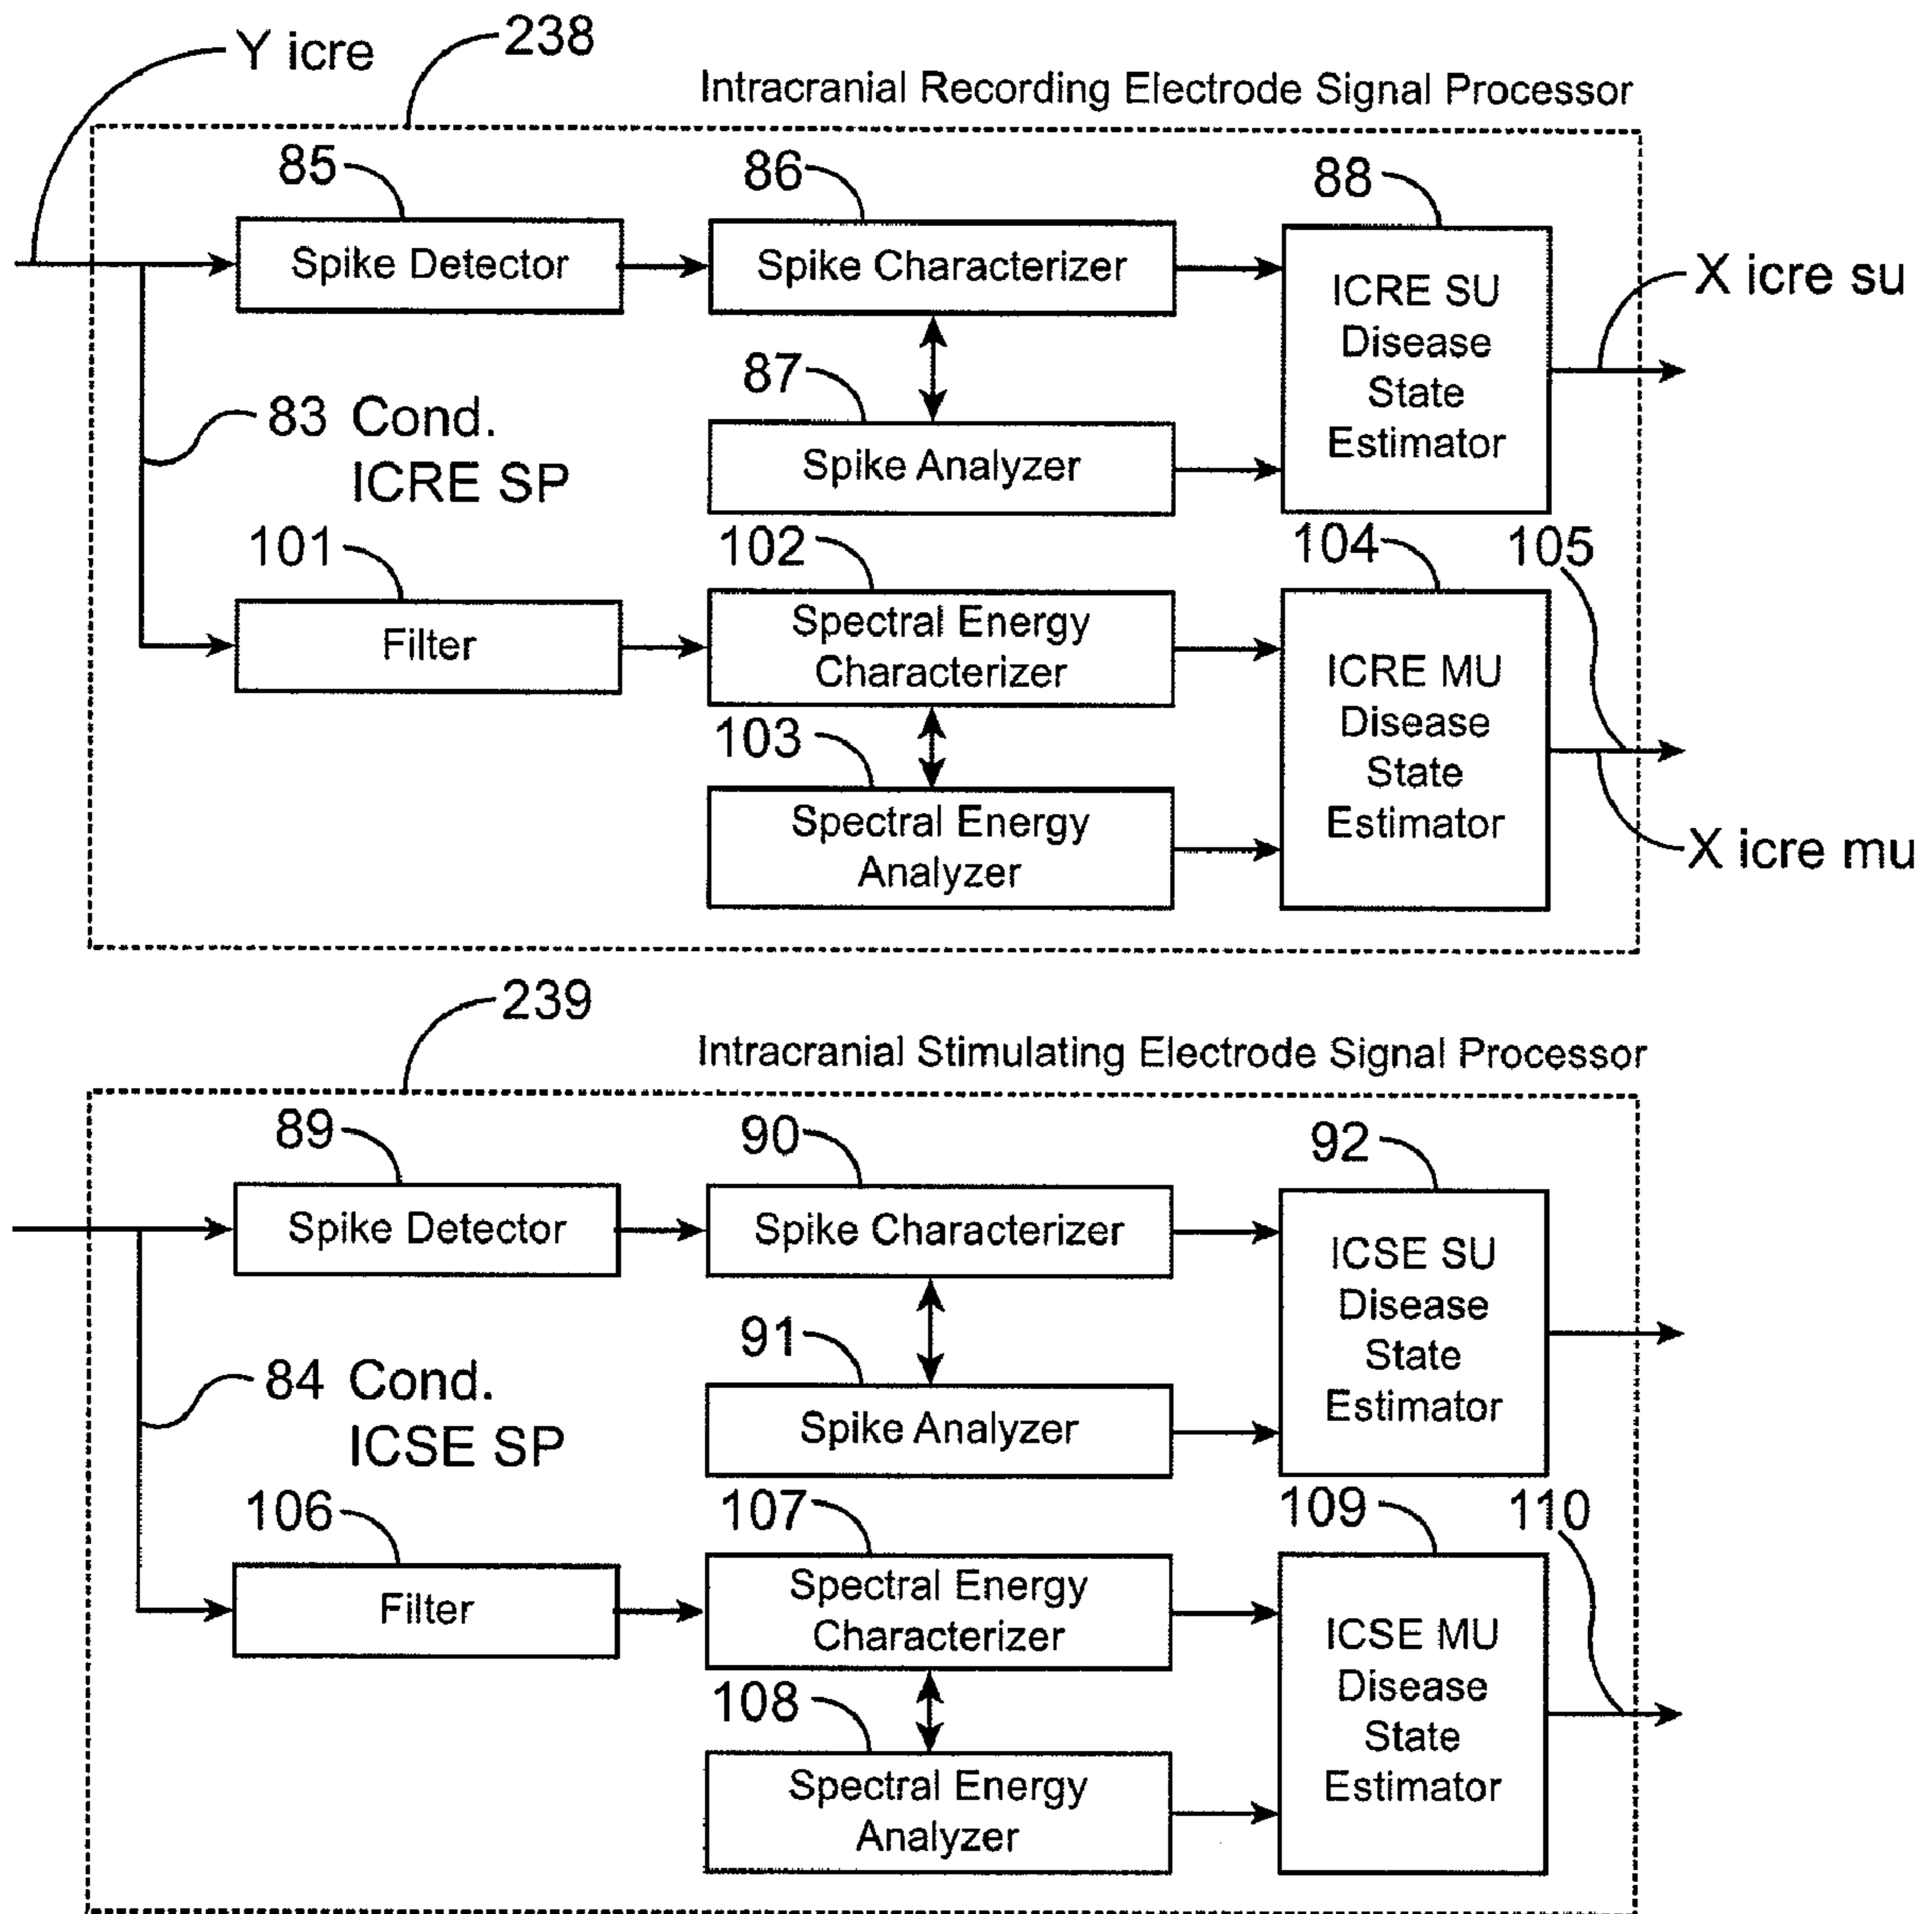 Y icre
238
Intracranial Recording Electrode Signal Processor
85
86
88
Spike Detector
Spike Characterizer
ICRE SU
Disease
State
Estimator
X icre su
87
Spike Analyzer
83 Cond.
ICRE SP
101
102
104
105
Filter
Spectral Energy
Characterizer
ICRE MU
Disease
State
Estimator
103
Spectral Energy
Analyzer
X icre mu
239
Intracranial Stimulating Electrode Signal Processor
89
90
92
Spike Detector
Spike Characterizer
ICSE SU
Disease
State
Estimator
91
Spike Analyzer
84 Cond.
ICSE SP
106
107
109
110
Filter
Spectral Energy
Characterizer
ICSE MU
Disease
State
Estimator
108
Spectral Energy
Analyzer